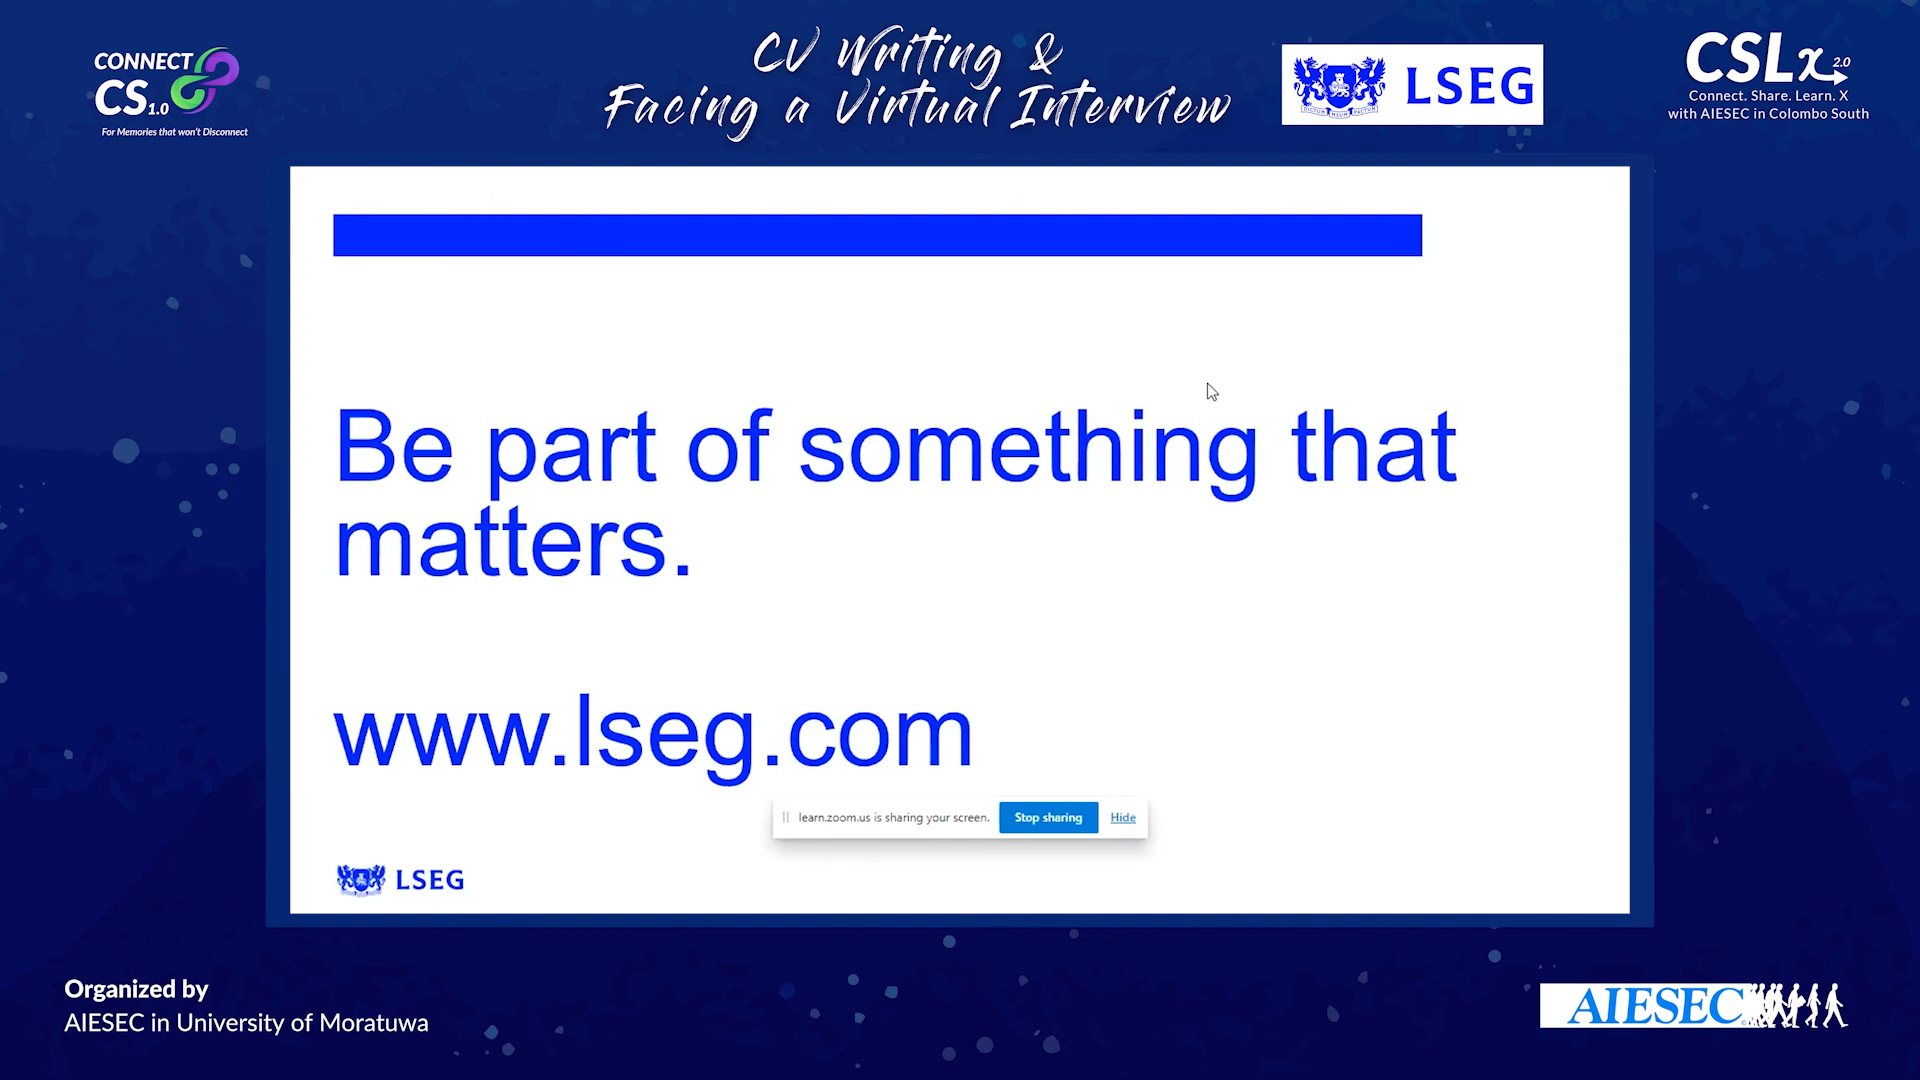 CONNECT
CS 1.0
For Memories that won't Disconnect
CV Writing &
Facing a Virtual Interview
LSEG
CSLx 2.0
Connect. Share. Learn. X
with AIESEC in Colombo South
Be part of something that
matters.
www.lseg.com
learn.zoom.us is sharing your screen. Stop sharing Hide
LSEG
Organized by
AIESEC in University of Moratuwa
AIESEC